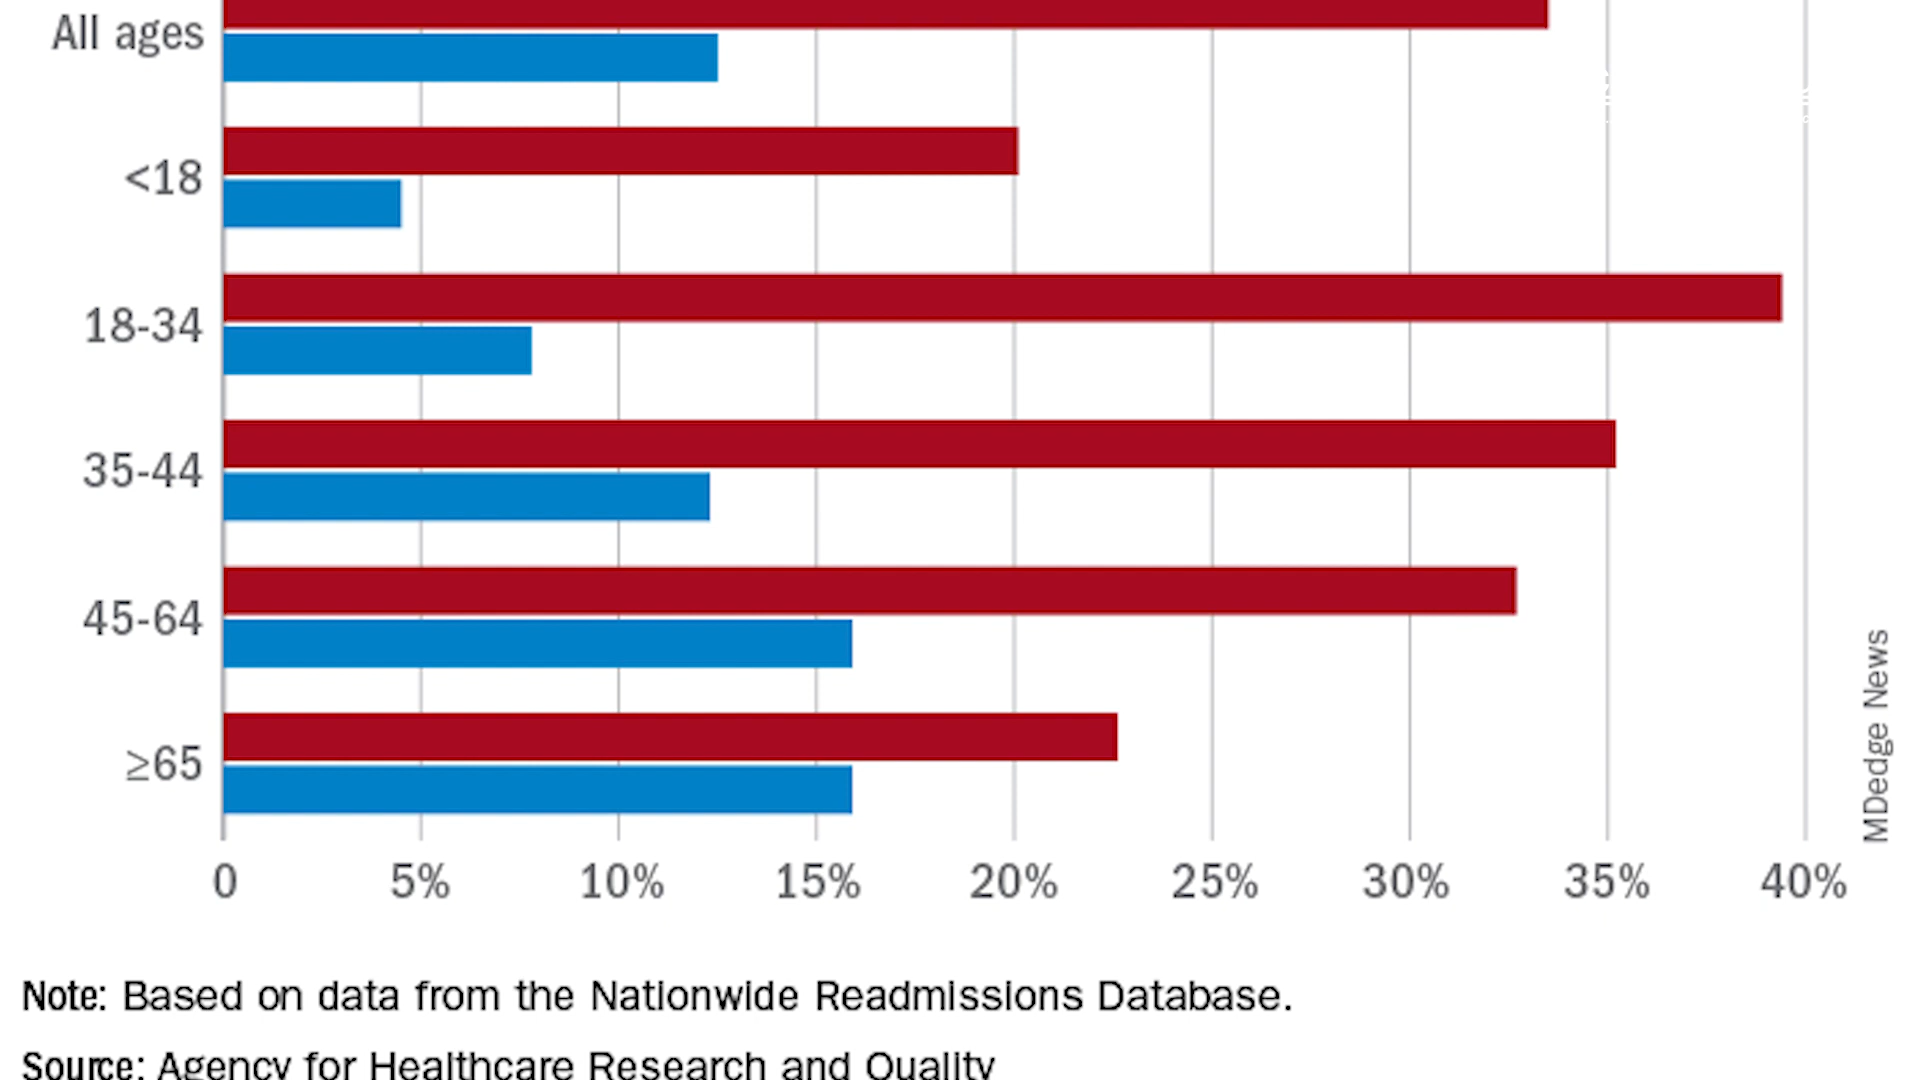 All ages
<18
18-34
35-44
45-64
≥65
0 5% 10% 15% 20% 25% 30% 35% 40%
MDedge News
Note: Based on data from the Nationwide Readmissions Database.
Source: Agency for Healthcare Research and Quality